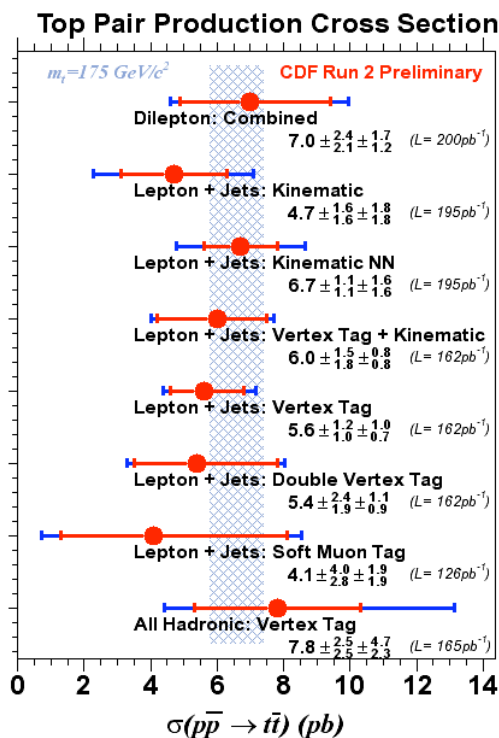 Top Pair Production Cross Section
mₜ=175 GeV/c² CDF Run 2 Preliminary
Dilepton: Combined
7.0 ± 2.4 2.1 ± 1.7 1.2 (L= 200pb⁻¹)
Lepton + Jets: Kinematic
4.7 ± 1.6 1.6 ± 1.8 1.8 (L= 195pb⁻¹)
Lepton + Jets: Kinematic NN
6.7 ± 1.1 1.1 ± 1.6 1.6 (L= 195pb⁻¹)
Lepton + Jets: Vertex Tag + Kinematic
6.0 ± 1.5 1.8 ± 0.8 0.8 (L= 162pb⁻¹)
Lepton + Jets: Vertex Tag
5.6 ± 1.2 1.0 ± 1.0 0.7 (L= 162pb⁻¹)
Lepton + Jets: Double Vertex Tag
5.4 ± 2.4 1.9 ± 1.1 0.9 (L= 162pb⁻¹)
Lepton + Jets: Soft Muon Tag
4.1 ± 4.0 2.8 ± 1.9 1.9 (L= 126pb⁻¹)
All Hadronic: Vertex Tag
7.8 ± 2.5 2.5 ± 4.7 2.3 (L= 165pb⁻¹)
0 2 4 6 8 10 12 14
σ(pp̅ → tt̅) (pb)